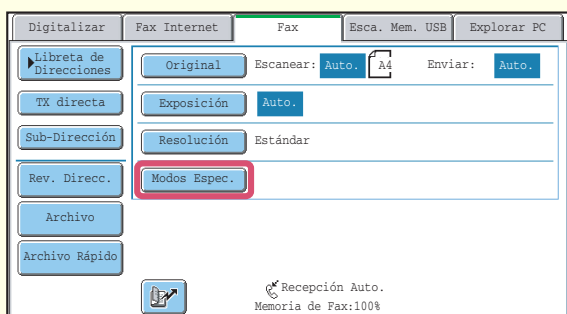 Digitalizar Fax Internet Fax Esca. Mem. USB Explorar PC
Libreta de
Direcciones
Original Escanear: Auto. A4 Enviar: Auto.
TX directa Exposición Auto.
Sub-Dirección Resolución Estándar
Rev. Direcc. Modos Espec.
Archivo
Archivo Rápido
Recepción Auto.
Memoria de Fax:100%